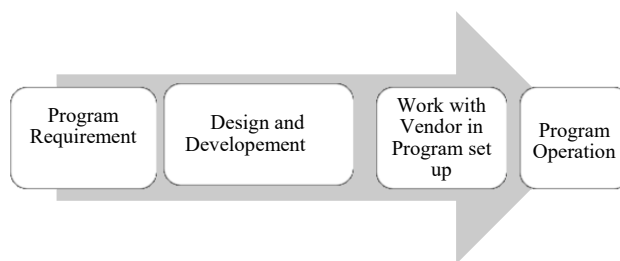 Program
Requirement
Design and
Developement
Work with
Vendor in
Program set
up
Program
Operation